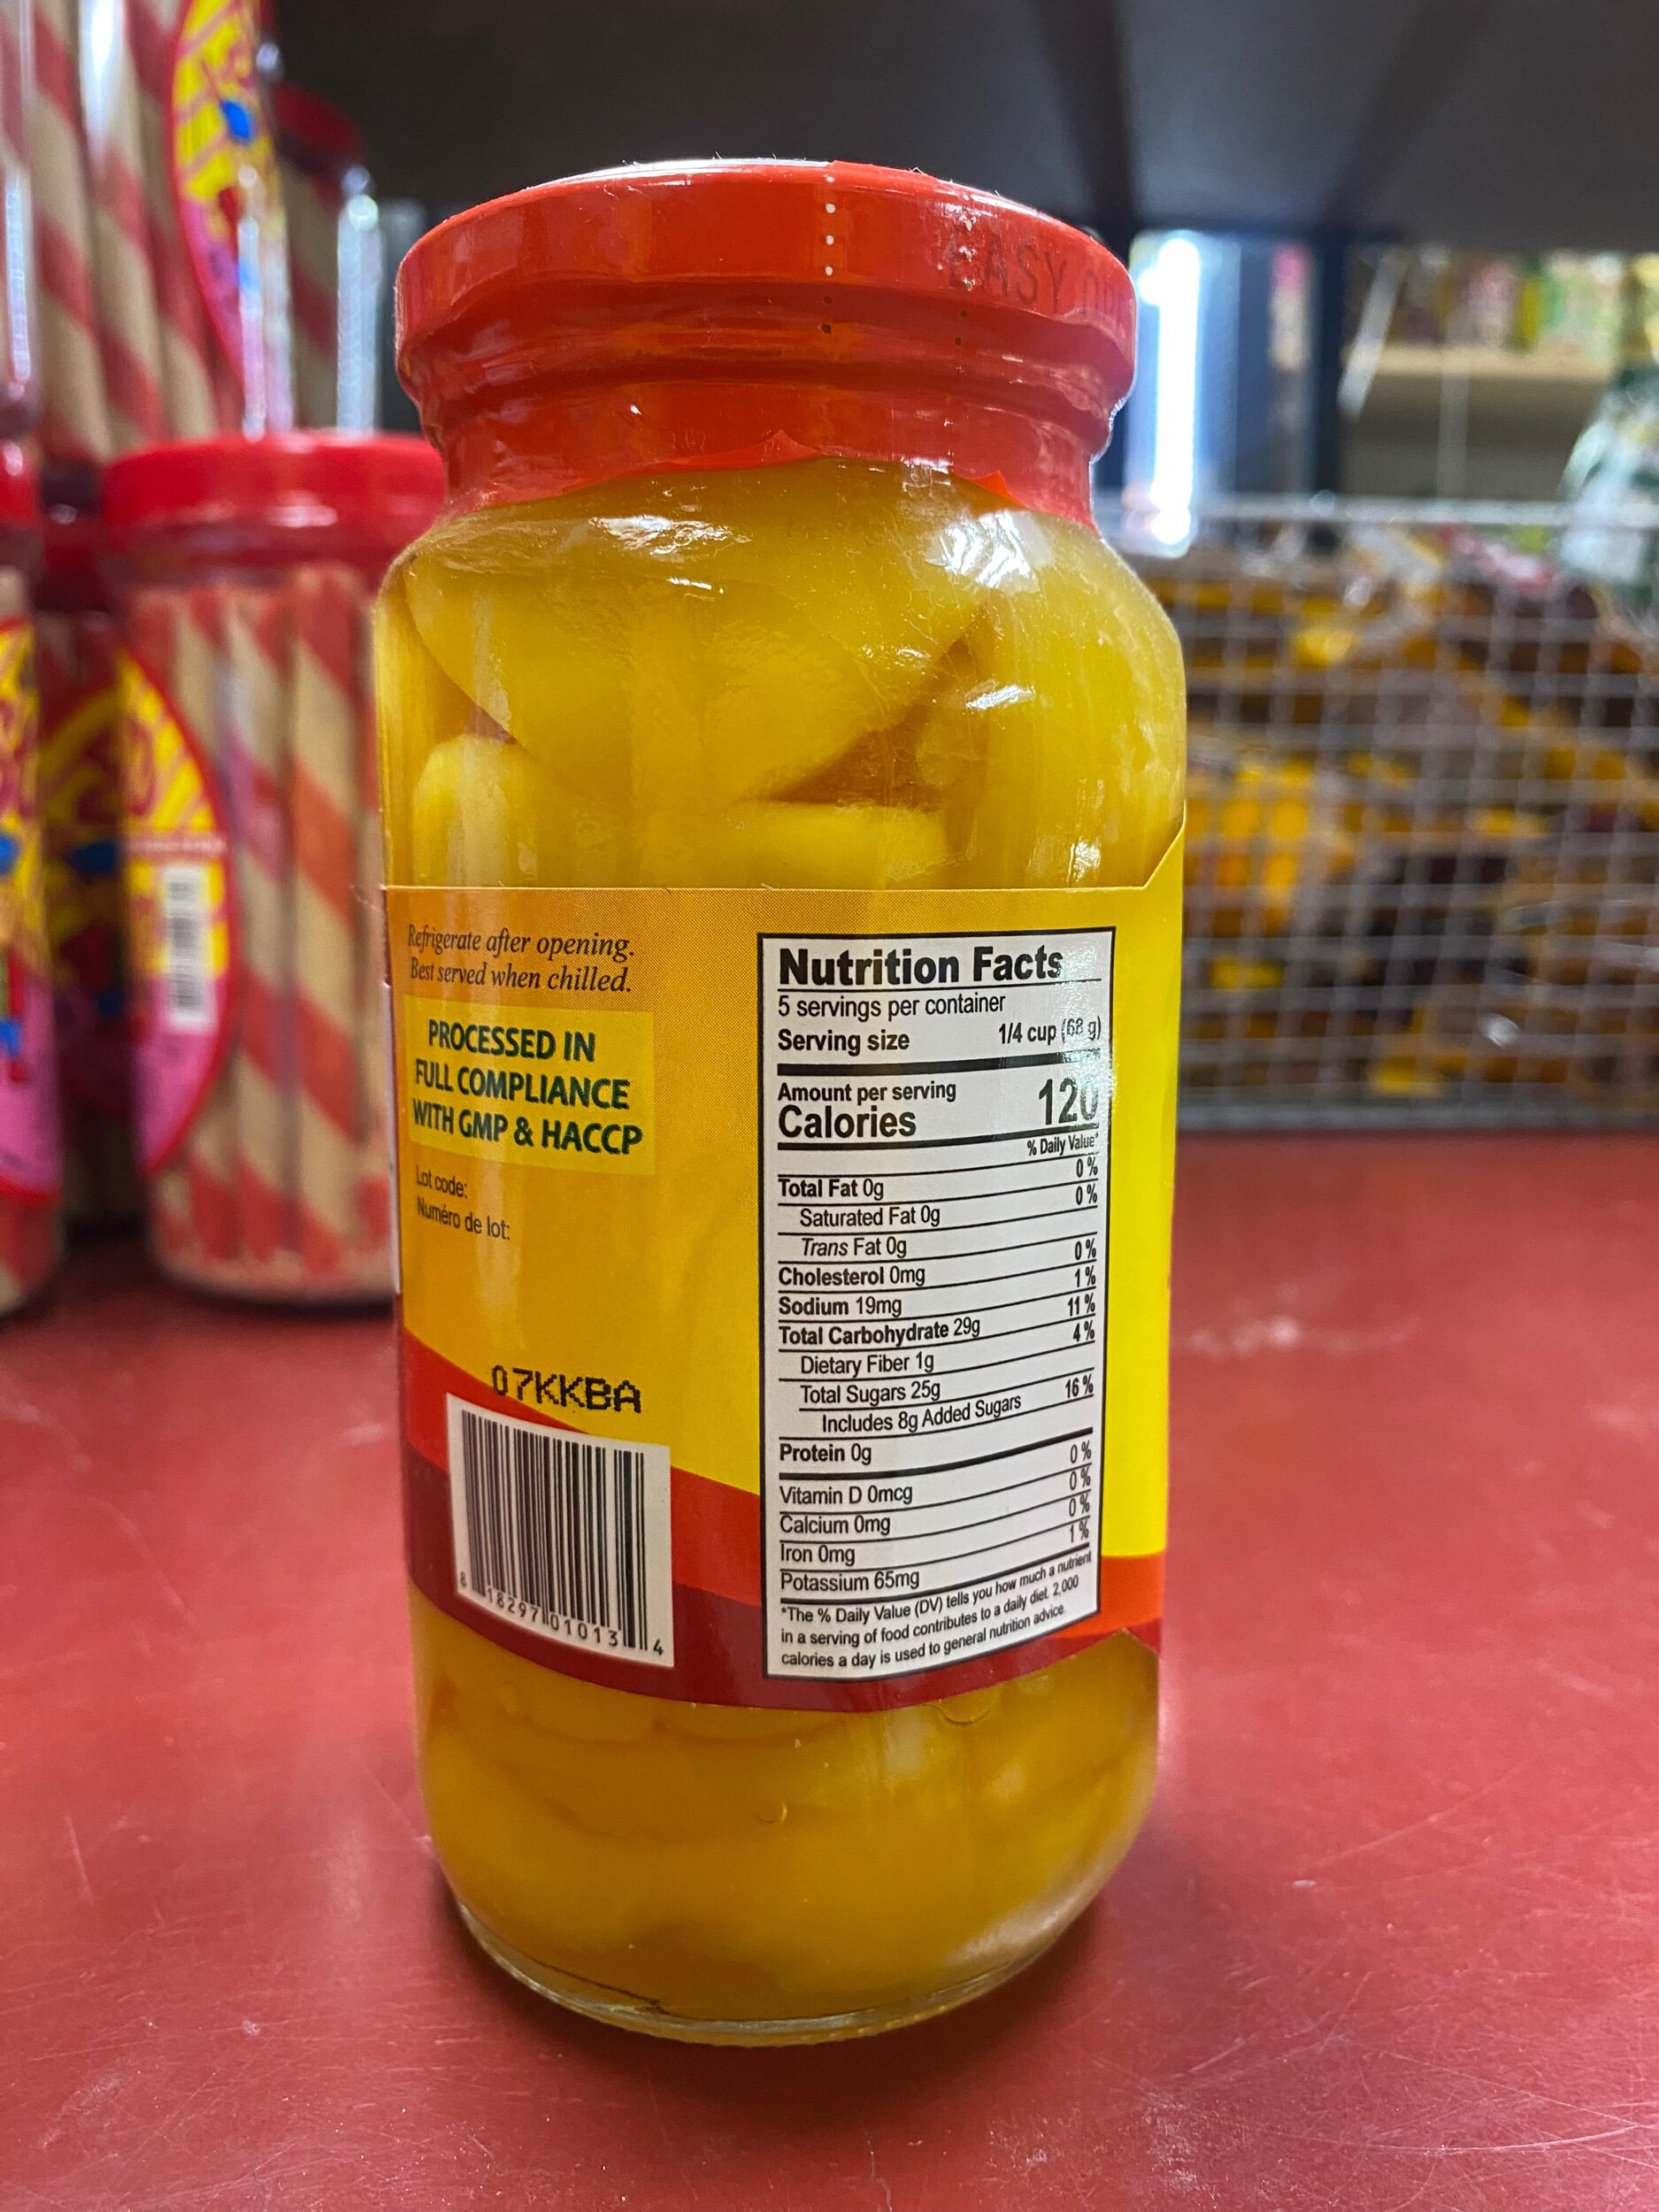 EASY
Refrigerate after opening.
Best served when chilled.
PROCESSED IN
FULL COMPLIANCE
WITH GMP & HACCP
Lot code:
Numéro de lot:
07KKBA
8 18297 01013 4
Nutrition Facts
5 servings per container
Serving size 1/4 cup (68 g)
Amount per serving
Calories 120
% Daily Value*
Total Fat 0g 0%
Saturated Fat 0g 0%
Trans Fat 0g
Cholesterol 0mg 0%
Sodium 19mg 1%
Total Carbohydrate 29g 11%
Dietary Fiber 1g 4%
Total Sugars 25g
Includes 8g Added Sugars 16%
Protein 0g
Vitamin D 0mcg 0%
Calcium 0mg 0%
Iron 0mg 0%
Potassium 65mg 1%
*The % Daily Value (DV) tells you how much a nutrient
in a serving of food contributes to a daily diet. 2,000
calories a day is used to general nutrition advice.